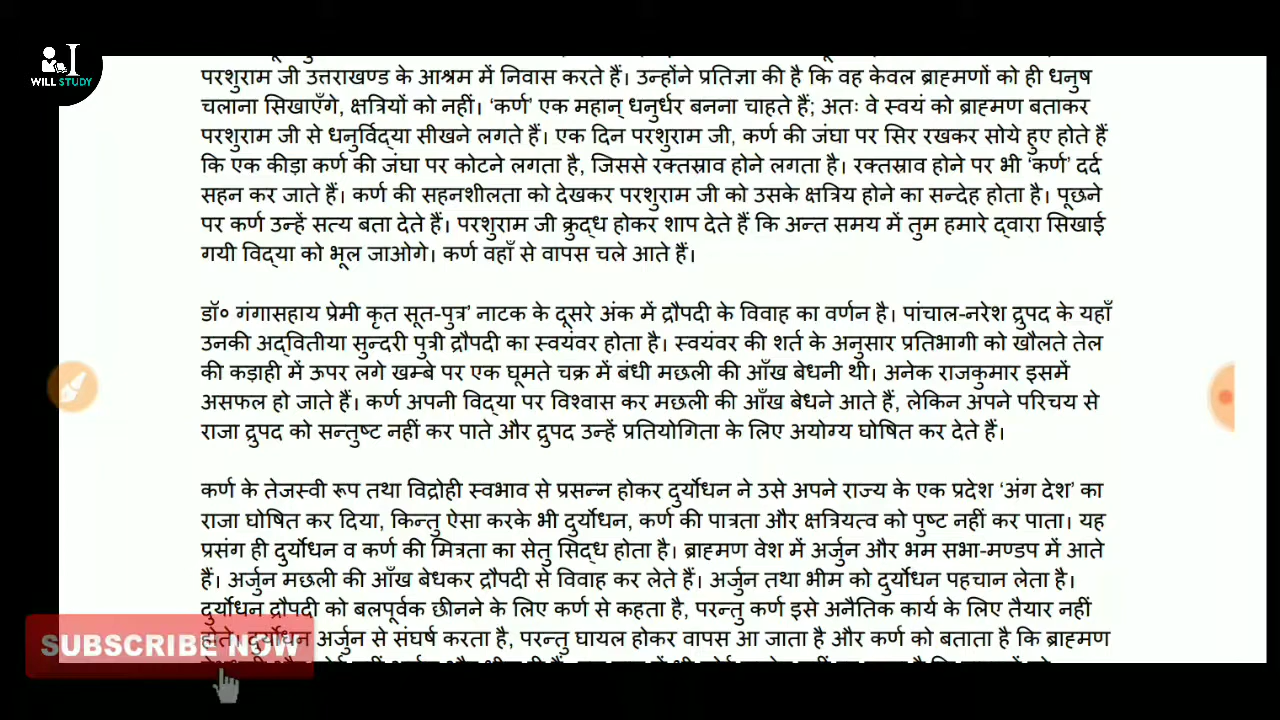 WILL STUDY
परशुराम जी उत्तराखण्ड के आश्रम में निवास करते हैं। उन्होंने प्रतिज्ञा की है कि वह केवल ब्राह्मणों को ही धनुष
चलाना सिखाएँगे, क्षत्रियों को नहीं। ‘कर्ण’ एक महान् धनुर्धर बनना चाहते हैं; अतः वे स्वयं को ब्राह्मण बताकर
परशुराम जी से धनुर्विद्या सीखने लगते हैं। एक दिन परशुराम जी, कर्ण की जंघा पर सिर रखकर सोये हुए होते हैं
कि एक कीड़ा कर्ण की जंघा पर कोटने लगता है, जिससे रक्तस्राव होने लगता है। रक्तस्राव होने पर भी ‘कर्ण’ दर्द
सहन कर जाते हैं। कर्ण की सहनशीलता को देखकर परशुराम जी को उसके क्षत्रिय होने का सन्देह होता है। पूछने
पर कर्ण उन्हें सत्य बता देते हैं। परशुराम जी क्रुद्ध होकर शाप देते हैं कि अन्त समय में तुम हमारे द्वारा सिखाई
गयी विद्या को भूल जाओगे। कर्ण वहाँ से वापस चले आते हैं।
डॉ॰ गंगासहाय प्रेमी कृत सूत-पुत्र’ नाटक के दूसरे अंक में द्रौपदी के विवाह का वर्णन है। पांचाल-नरेश द्रुपद के यहाँ
उनकी अद्वितीया सुन्दरी पुत्री द्रौपदी का स्वयंवर होता है। स्वयंवर की शर्त के अनुसार प्रतिभागी को खौलते तेल
की कड़ाही में ऊपर लगे खम्बे पर एक घूमते चक्र में बंधी मछली की आँख बेधनी थी। अनेक राजकुमार इसमें
असफल हो जाते हैं। कर्ण अपनी विद्या पर विश्वास कर मछली की आँख बेधने आते हैं, लेकिन अपने परिचय से
राजा द्रुपद को सन्तुष्ट नहीं कर पाते और द्रुपद उन्हें प्रतियोगिता के लिए अयोग्य घोषित कर देते हैं।
कर्ण के तेजस्वी रूप तथा विद्रोही स्वभाव से प्रसन्न होकर दुर्योधन ने उसे अपने राज्य के एक प्रदेश ‘अंग देश’ का
राजा घोषित कर दिया, किन्तु ऐसा करके भी दुर्योधन, कर्ण की पात्रता और क्षत्रियत्व को पुष्ट नहीं कर पाता। यह
प्रसंग ही दुर्योधन व कर्ण की मित्रता का सेतु सिद्ध होता है। ब्राह्मण वेश में अर्जुन और भम सभा-मण्डप में आते
हैं। अर्जुन मछली की आँख बेधकर द्रौपदी से विवाह कर लेते हैं। अर्जुन तथा भीम को दुर्योधन पहचान लेता है।
दुर्योधन द्रौपदी को बलपूर्वक छीनने के लिए कर्ण से कहता है, परन्तु कर्ण इसे अनैतिक कार्य के लिए तैयार नहीं
होते। दुर्योधन अर्जुन से संघर्ष करता है, परन्तु घायल होकर वापस आ जाता है और कर्ण को बताता है कि ब्राह्मण
SUBSCRIBE NOW